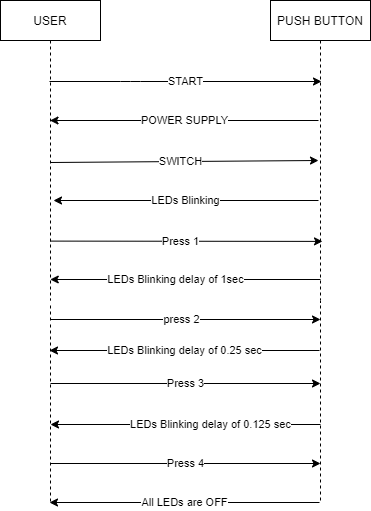 USER
PUSH BUTTON
START
POWER SUPPLY
SWITCH
LEDs Blinking
Press 1
LEDs Blinking delay of 1sec
press 2
LEDs Blinking delay of 0.25 sec
Press 3
LEDs Blinking delay of 0.125 sec
Press 4
All LEDs are OFF